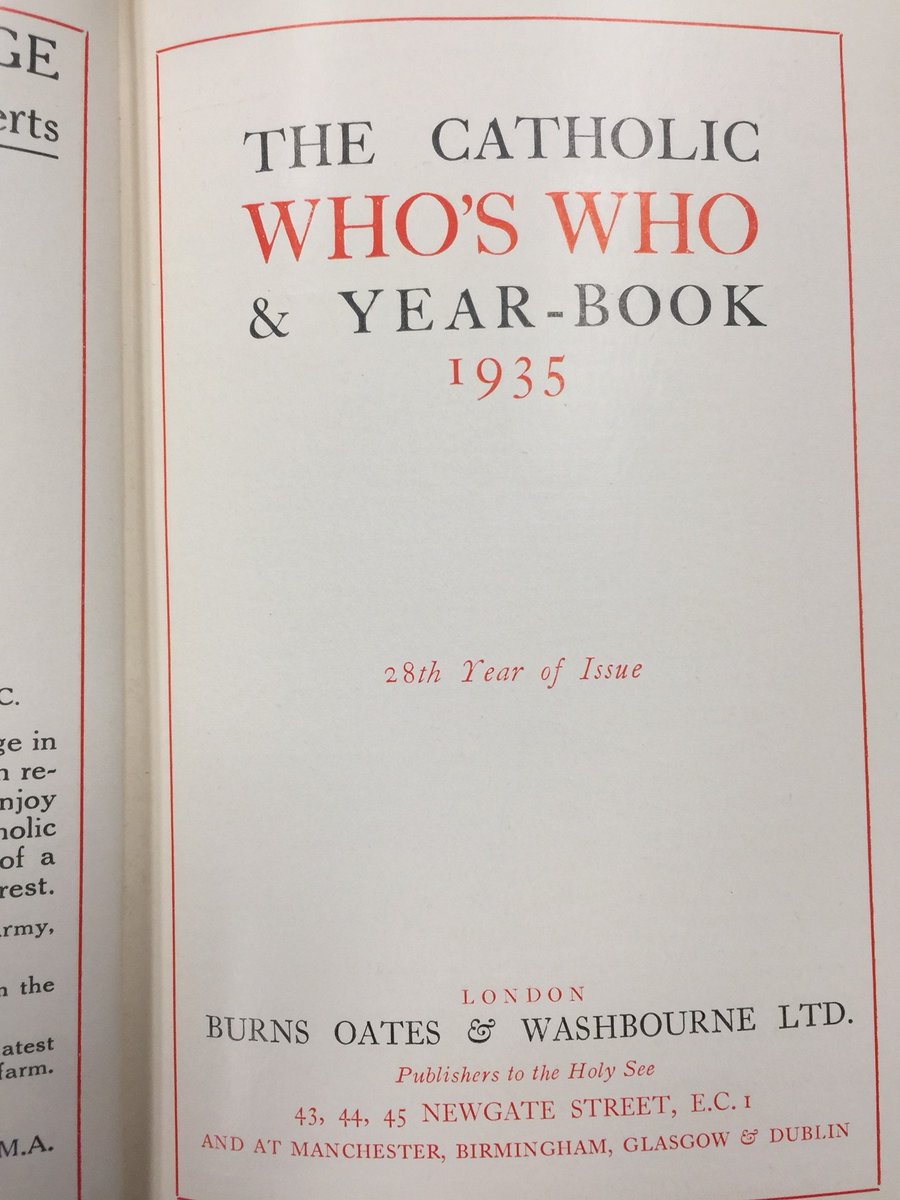 GE
erts
C.
ge in
n re-
njoy
holic
of a
rest.
rmy,
n the
atest
farm.
M.A.
THE CATHOLIC
WHO'S WHO
& YEAR-BOOK
1935
28th Year of Issue
LONDON
BURNS OATES & WASHBOURNE LTD.
Publishers to the Holy See
43, 44, 45 NEWGATE STREET, E.C.1
AND AT MANCHESTER, BIRMINGHAM, GLASGOW & DUBLIN